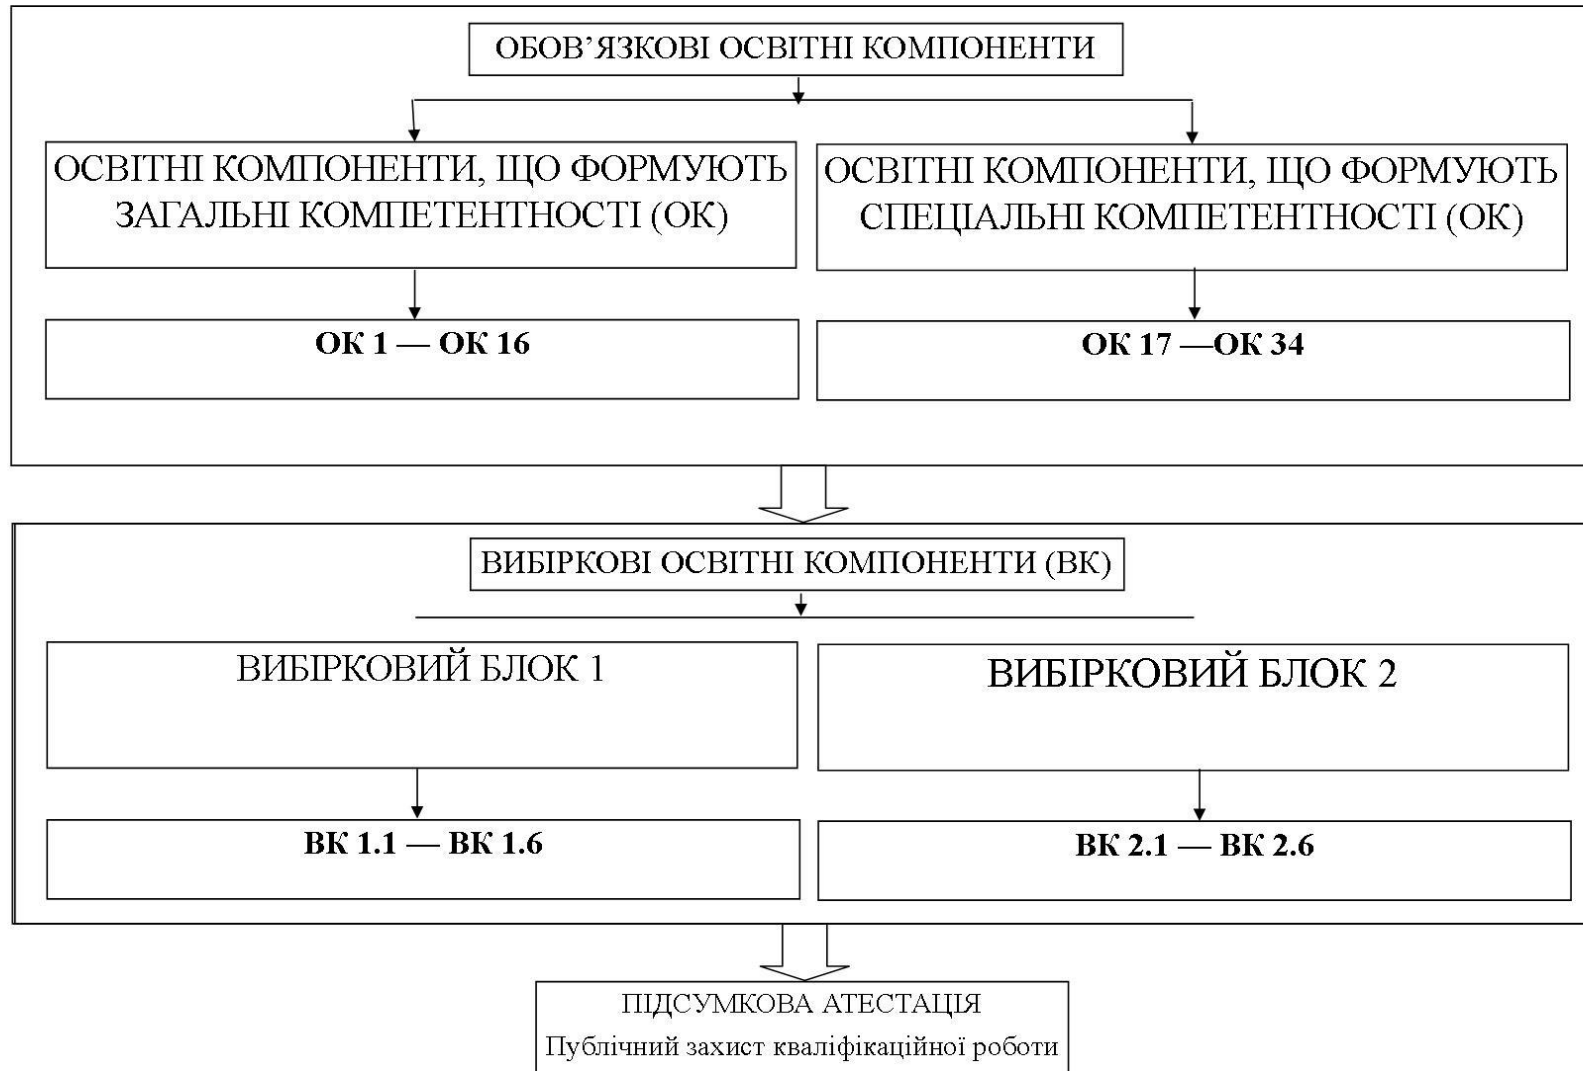 ОБОВ’ЯЗКОВІ ОСВІТНІ КОМПОНЕНТИ
ОСВІТНІ КОМПОНЕНТИ, ЩО ФОРМУЮТЬ
ЗАГАЛЬНІ КОМПЕТЕНТНОСТІ (ОК)
ОСВІТНІ КОМПОНЕНТИ, ЩО ФОРМУЮТЬ
СПЕЦІАЛЬНІ КОМПЕТЕНТНОСТІ (ОК)
ОК 1 — ОК 16
ОК 17 —ОК 34
ВИБІРКОВІ ОСВІТНІ КОМПОНЕНТИ (ВК)
ВИБІРКОВИЙ БЛОК 1
ВИБІРКОВИЙ БЛОК 2
ВК 1.1 — ВК 1.6
ВК 2.1 — ВК 2.6
ПІДСУМКОВА АТЕСТАЦІЯ
Публічний захист кваліфікаційної роботи